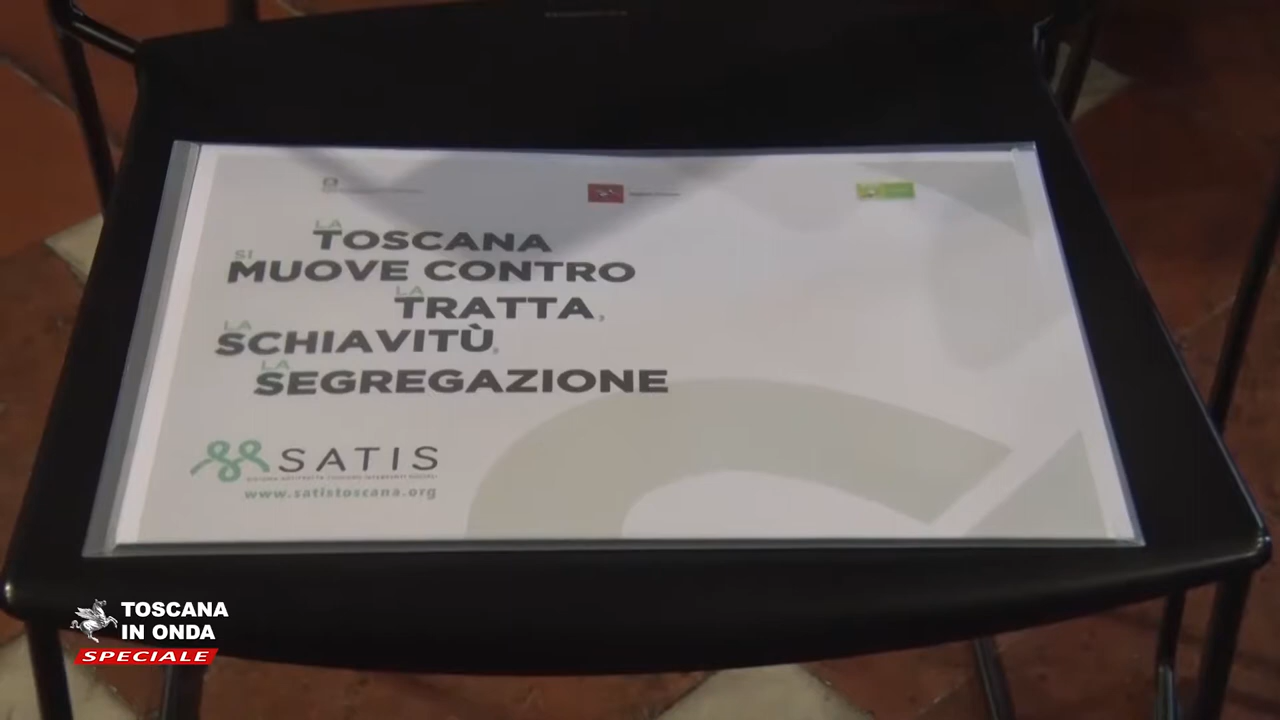 LA
TOSCANA
SI
MUOVE CONTRO
LA
TRATTA,
LA
SCHIAVITÙ,
LA
SEGREGAZIONE
SATIS
www.satistoscana.org
TOSCANA
IN ONDA
SPECIALE